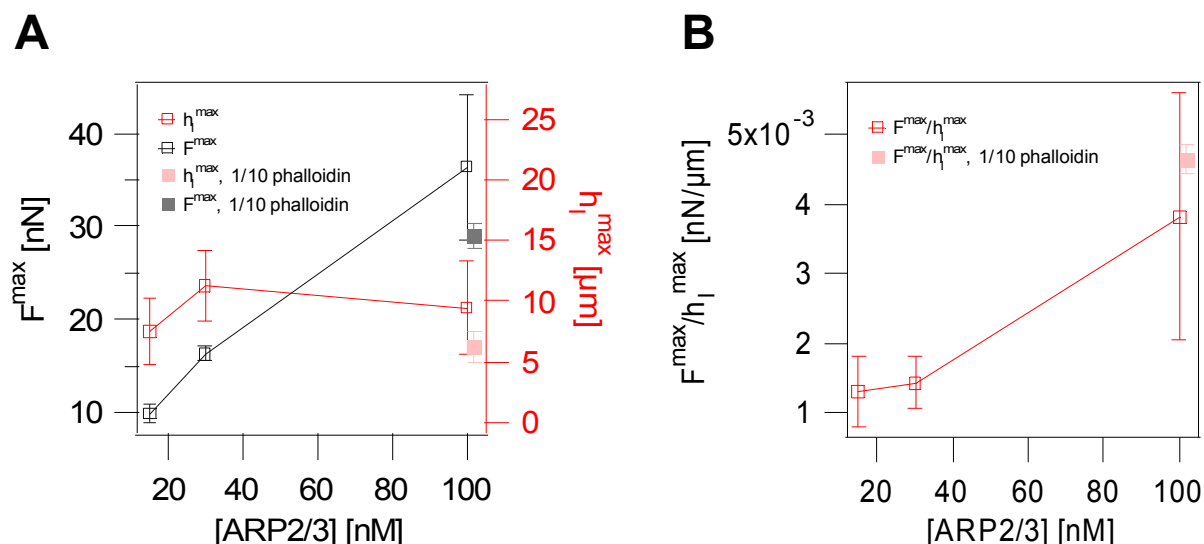 A
h_l^max
F^max
h_l^max, 1/10 phalloidin
F^max, 1/10 phalloidin
F^max [nN]
40
30
20
10
25
20
15
10
5
0
h_l^max [µm]
20 40 60 80 100
[ARP2/3] [nM]
B
F^max/h_l^max
F^max/h_l^max, 1/10 phalloidin
F^max/h_l^max [nN/µm]
5x10^-3
4
3
2
1
20 40 60 80 100
[ARP2/3] [nM]